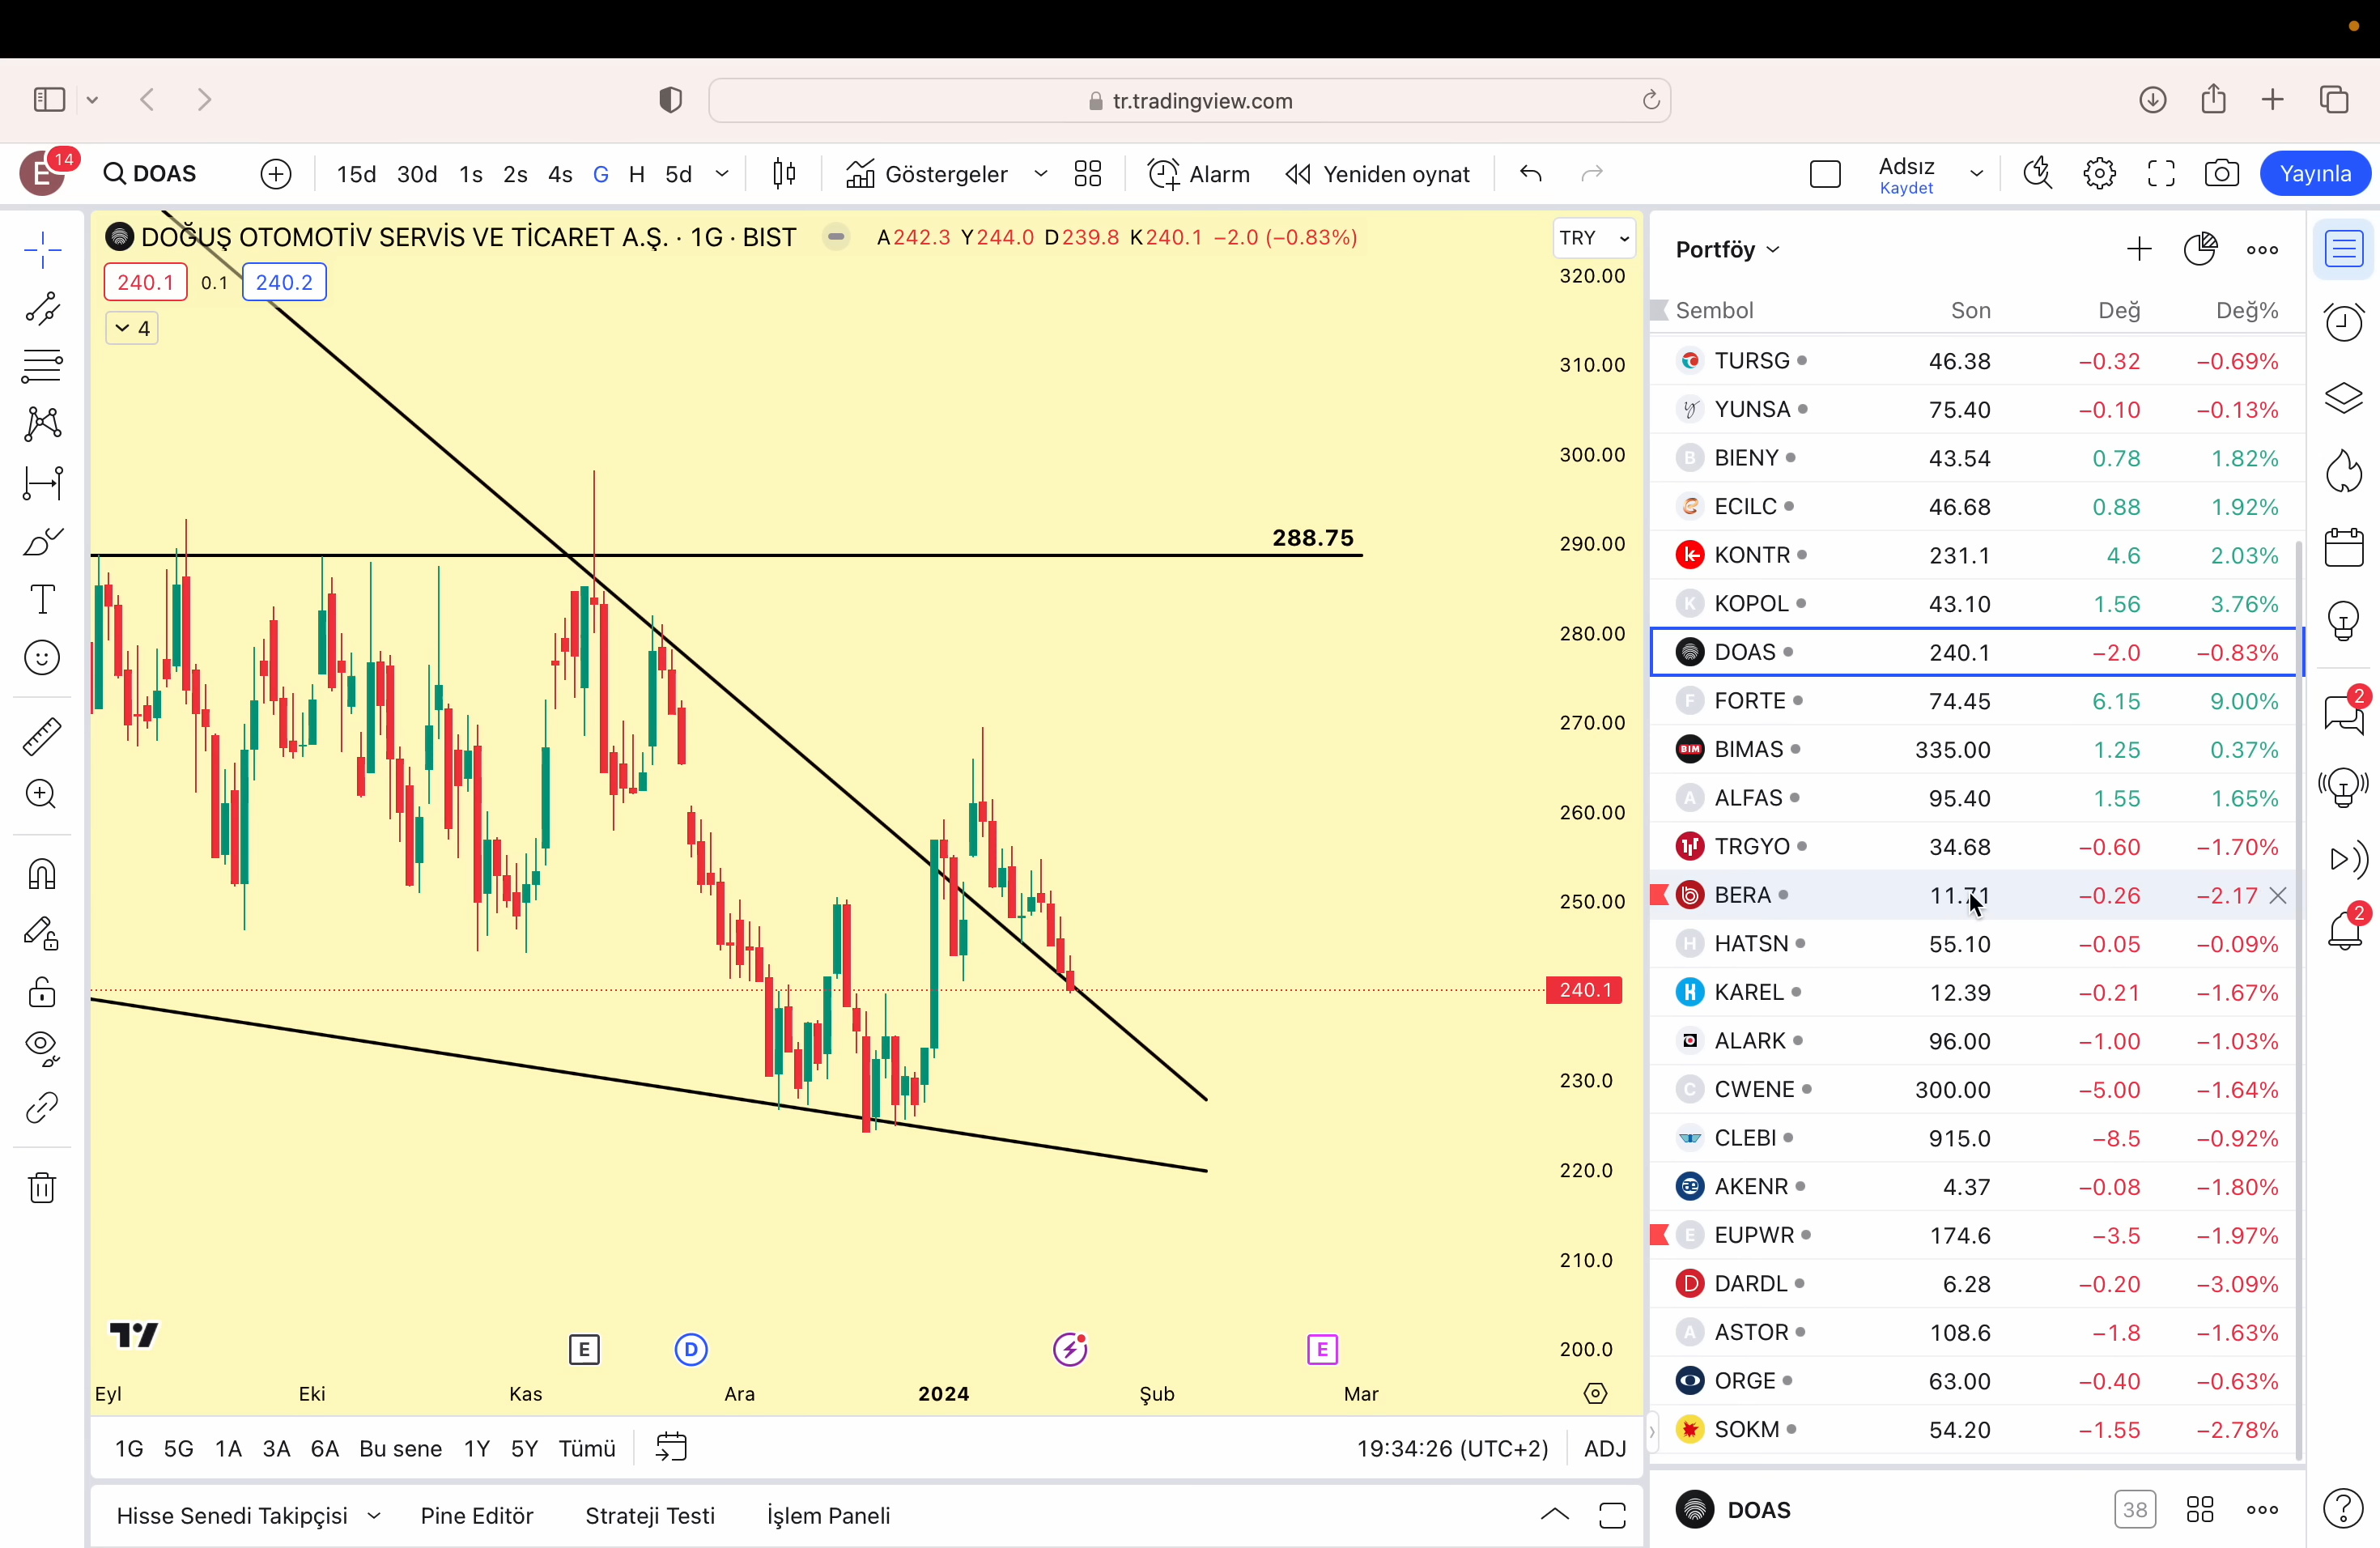 tr.tradingview.com
E 14 DOAS 15d 30d 1s 2s 4s G H 5d Göstergeler Alarm Yeniden oynat Adsız Yayınla
Kaydet
DOĞUŞ OTOMOTİV SERVİS VE TİCARET A.Ş. · 1G · BIST A242.3 Y244.0 D239.8 K240.1 −2.0 (−0.83%) TRY
240.1 0.1 240.2
4
320.00
310.00
300.00
290.00
280.00
270.00
260.00
250.00
240.1
230.0
220.0
210.0
200.0
288.75
E D E
Eyl Eki Kas Ara 2024 Şub Mar
1G 5G 1A 3A 6A Bu sene 1Y 5Y Tümü 19:34:26 (UTC+2) ADJ
Hisse Senedi Takipçisi Pine Editör Strateji Testi İşlem Paneli
Portföy
Sembol Son Değ Değ%
TURSG 46.38 −0.32 −0.69%
YUNSA 75.40 −0.10 −0.13%
B BIENY 43.54 0.78 1.82%
ECILC 46.68 0.88 1.92%
KONTR 231.1 4.6 2.03%
K KOPOL 43.10 1.56 3.76%
DOAS 240.1 −2.0 −0.83%
F FORTE 74.45 6.15 9.00%
BIM BIMAS 335.00 1.25 0.37%
A ALFAS 95.40 1.55 1.65%
TRGYO 34.68 −0.60 −1.70%
BERA 11.71 −0.26 −2.17
H HATSN 55.10 −0.05 −0.09%
KAREL 12.39 −0.21 −1.67%
ALARK 96.00 −1.00 −1.03%
C CWENE 300.00 −5.00 −1.64%
CLEBI 915.0 −8.5 −0.92%
AKENR 4.37 −0.08 −1.80%
E EUPWR 174.6 −3.5 −1.97%
D DARDL 6.28 −0.20 −3.09%
A ASTOR 108.6 −1.8 −1.63%
ORGE 63.00 −0.40 −0.63%
SOKM 54.20 −1.55 −2.78%
DOAS 38
2
2